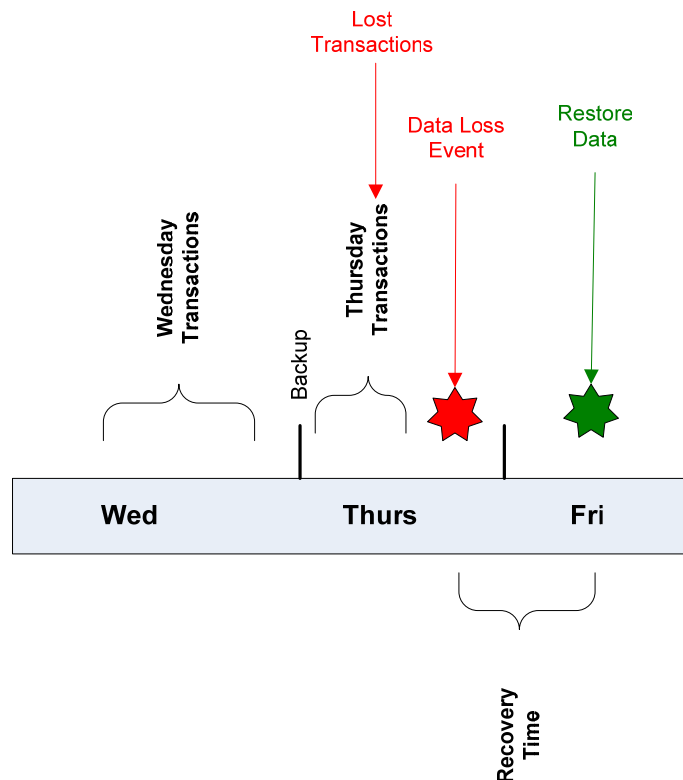 Lost
Transactions
Data Loss
Event
Restore
Data
Wednesday
Transactions
Backup
Thursday
Transactions
Wed
Thurs
Fri
Recovery
Time